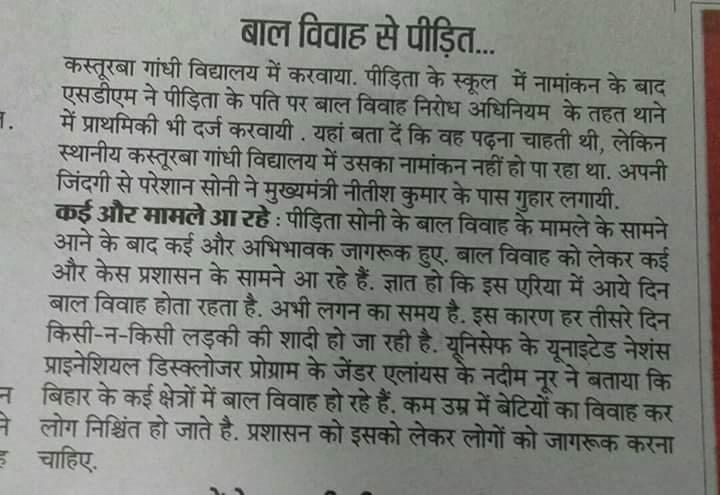 बाल विवाह से पीड़ित...
कस्तूरबा गांधी विद्यालय में करवाया. पीड़िता के स्कूल में नामांकन के बाद
एसडीएम ने पीड़िता के पति पर बाल विवाह निरोध अधिनियम के तहत थाने
में प्राथमिकी भी दर्ज करवायी . यहां बता दें कि वह पढ़ना चाहती थी, लेकिन
स्थानीय कस्तूरबा गांधी विद्यालय में उसका नामांकन नहीं हो पा रहा था. अपनी
जिंदगी से परेशान सोनी ने मुख्यमंत्री नीतीश कुमार के पास गुहार लगायी.
कई और मामले आ रहे : पीड़िता सोनी के बाल विवाह के मामले के सामने
आने के बाद कई और अभिभावक जागरूक हुए. बाल विवाह को लेकर कई
और केस प्रशासन के सामने आ रहे हैं. ज्ञात हो कि इस एरिया में आये दिन
बाल विवाह होता रहता है. अभी लगन का समय है. इस कारण हर तीसरे दिन
किसी-न-किसी लड़की की शादी हो जा रही है. यूनिसेफ के यूनाइटेड नेशंस
प्राइनेशियल डिस्क्लोजर प्रोग्राम के जेंडर एलांयस के नदीम नूर ने बताया कि
बिहार के कई क्षेत्रों में बाल विवाह हो रहे हैं. कम उम्र में बेटियों का विवाह कर
लोग निश्चिंत हो जाते है. प्रशासन को इसको लेकर लोगों को जागरूक करना
चाहिए.